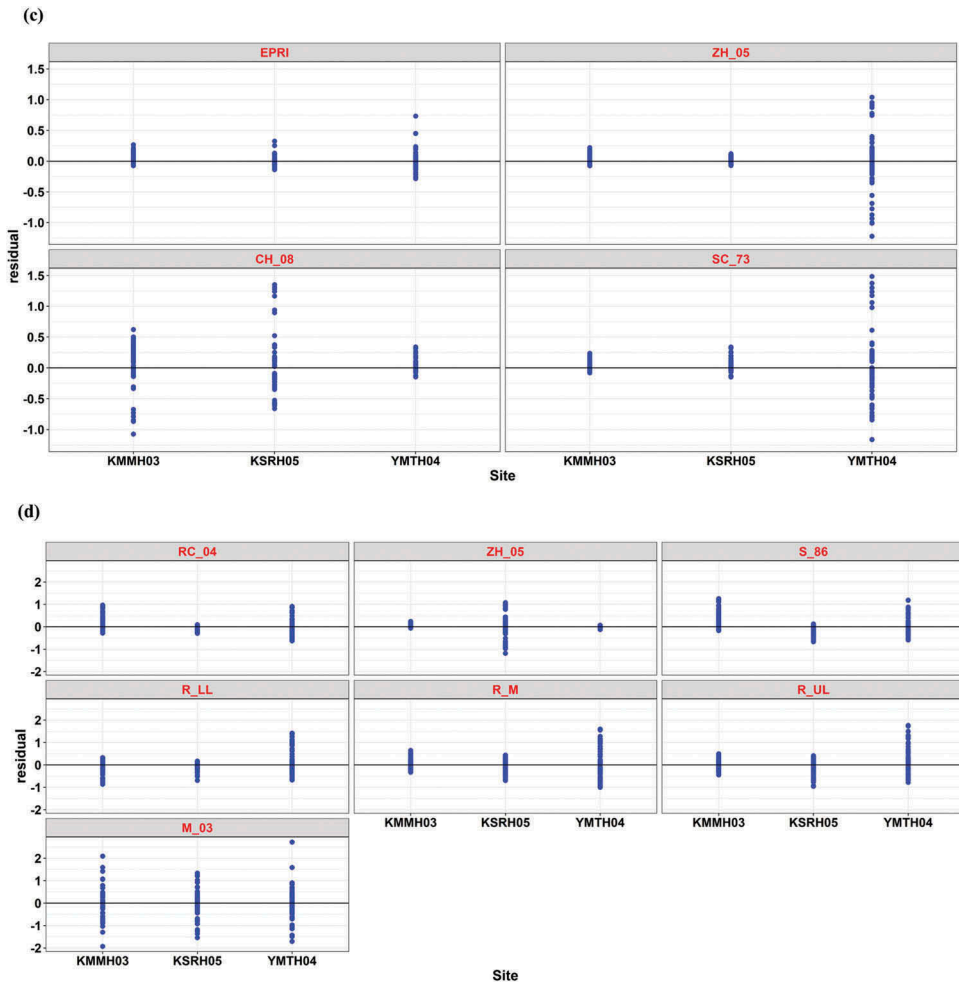 (c)
EPRI ZH_05
1.5
1.0
0.5
0.0
-0.5
-1.0
CH_08 SC_73
1.5
1.0
0.5
0.0
-0.5
-1.0
residual
KMMH03 KSRH05 YMTH04 KMMH03 KSRH05 YMTH04
Site
(d)
RC_04 ZH_05 S_86
2
1
0
-1
-2
R_LL R_M R_UL
2
1
0
-1
-2
residual
KMMH03 KSRH05 YMTH04 KMMH03 KSRH05 YMTH04
M_03
2
1
0
-1
-2
KMMH03 KSRH05 YMTH04
Site